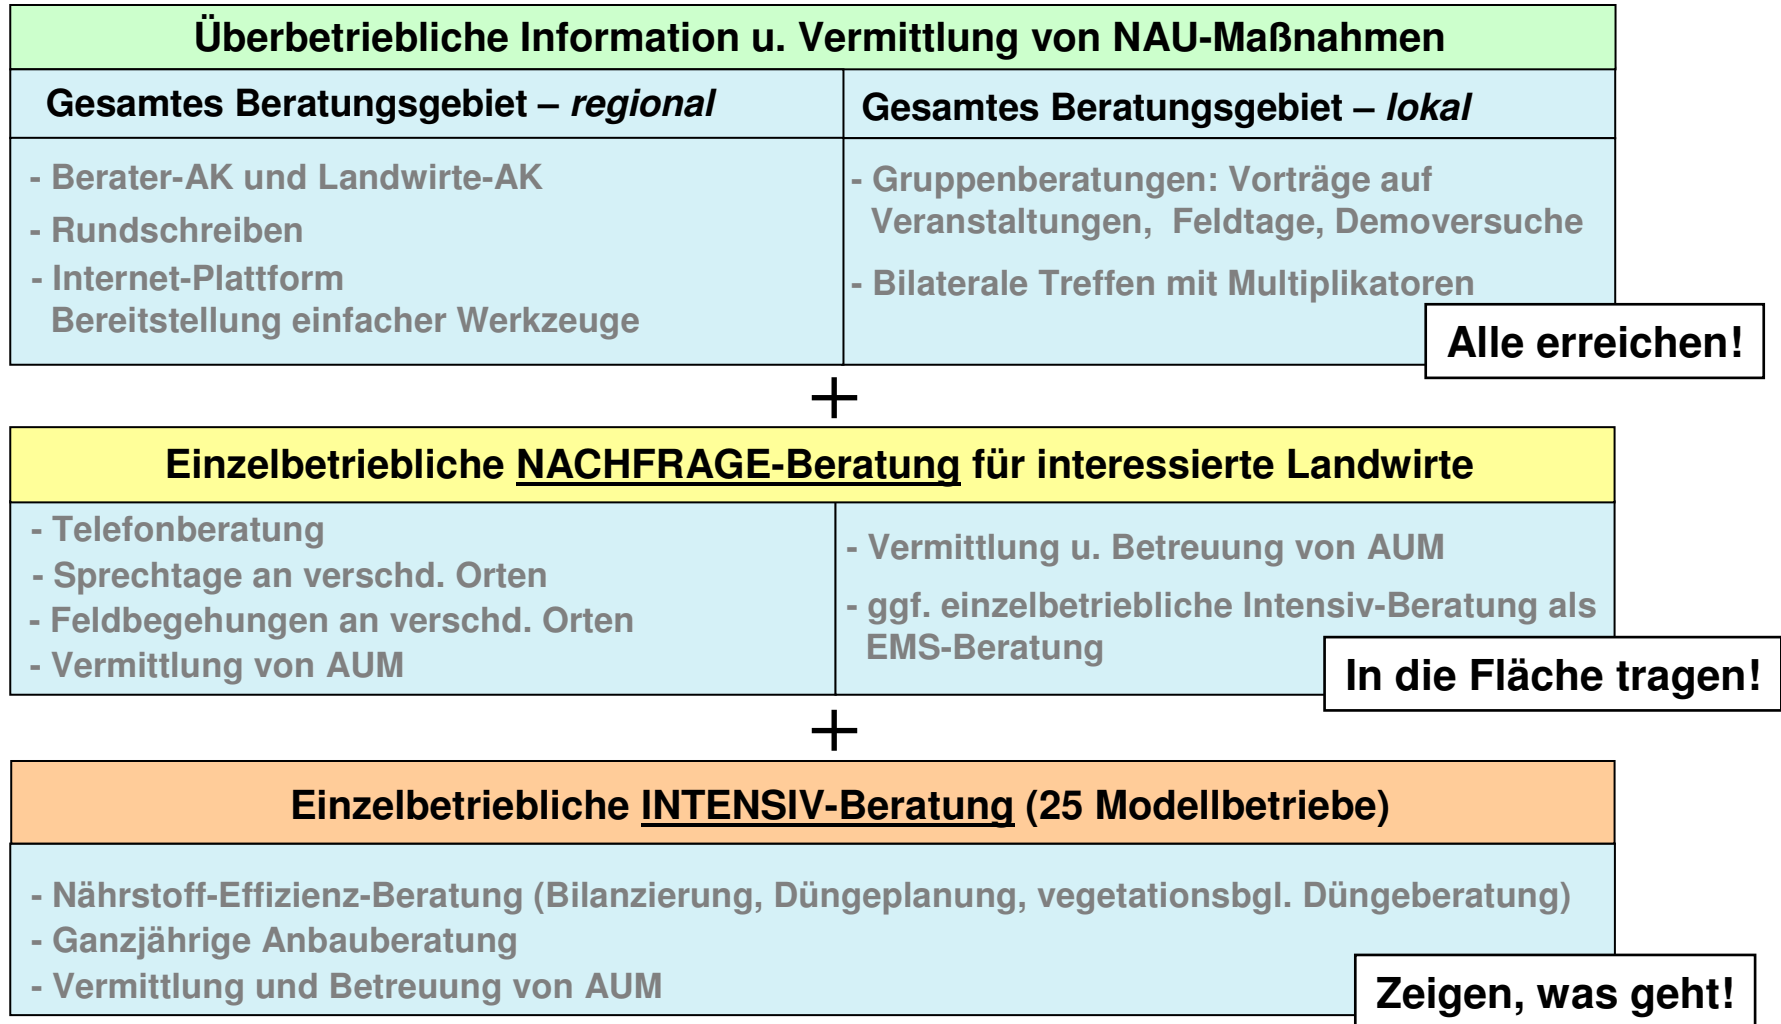 Überbetriebliche Information u. Vermittlung von NAU-Maßnahmen
Gesamtes Beratungsgebiet – regional
- Berater-AK und Landwirte-AK
- Rundschreiben
- Internet-Plattform
Bereitstellung einfacher Werkzeuge
Gesamtes Beratungsgebiet – lokal
- Gruppenberatungen: Vorträge auf
Veranstaltungen, Feldtage, Demoversuche
- Bilaterale Treffen mit Multiplikatoren
Alle erreichen!
+
Einzelbetriebliche NACHFRAGE-Beratung für interessierte Landwirte
- Telefonberatung
- Sprechtage an verschd. Orten
- Feldbegehungen an verschd. Orten
- Vermittlung von AUM
- Vermittlung u. Betreuung von AUM
- ggf. einzelbetriebliche Intensiv-Beratung als
EMS-Beratung
In die Fläche tragen!
+
Einzelbetriebliche INTENSIV-Beratung (25 Modellbetriebe)
- Nährstoff-Effizienz-Beratung (Bilanzierung, Düngeplanung, vegetationsbgl. Düngeberatung)
- Ganzjährige Anbauberatung
- Vermittlung und Betreuung von AUM
Zeigen, was geht!